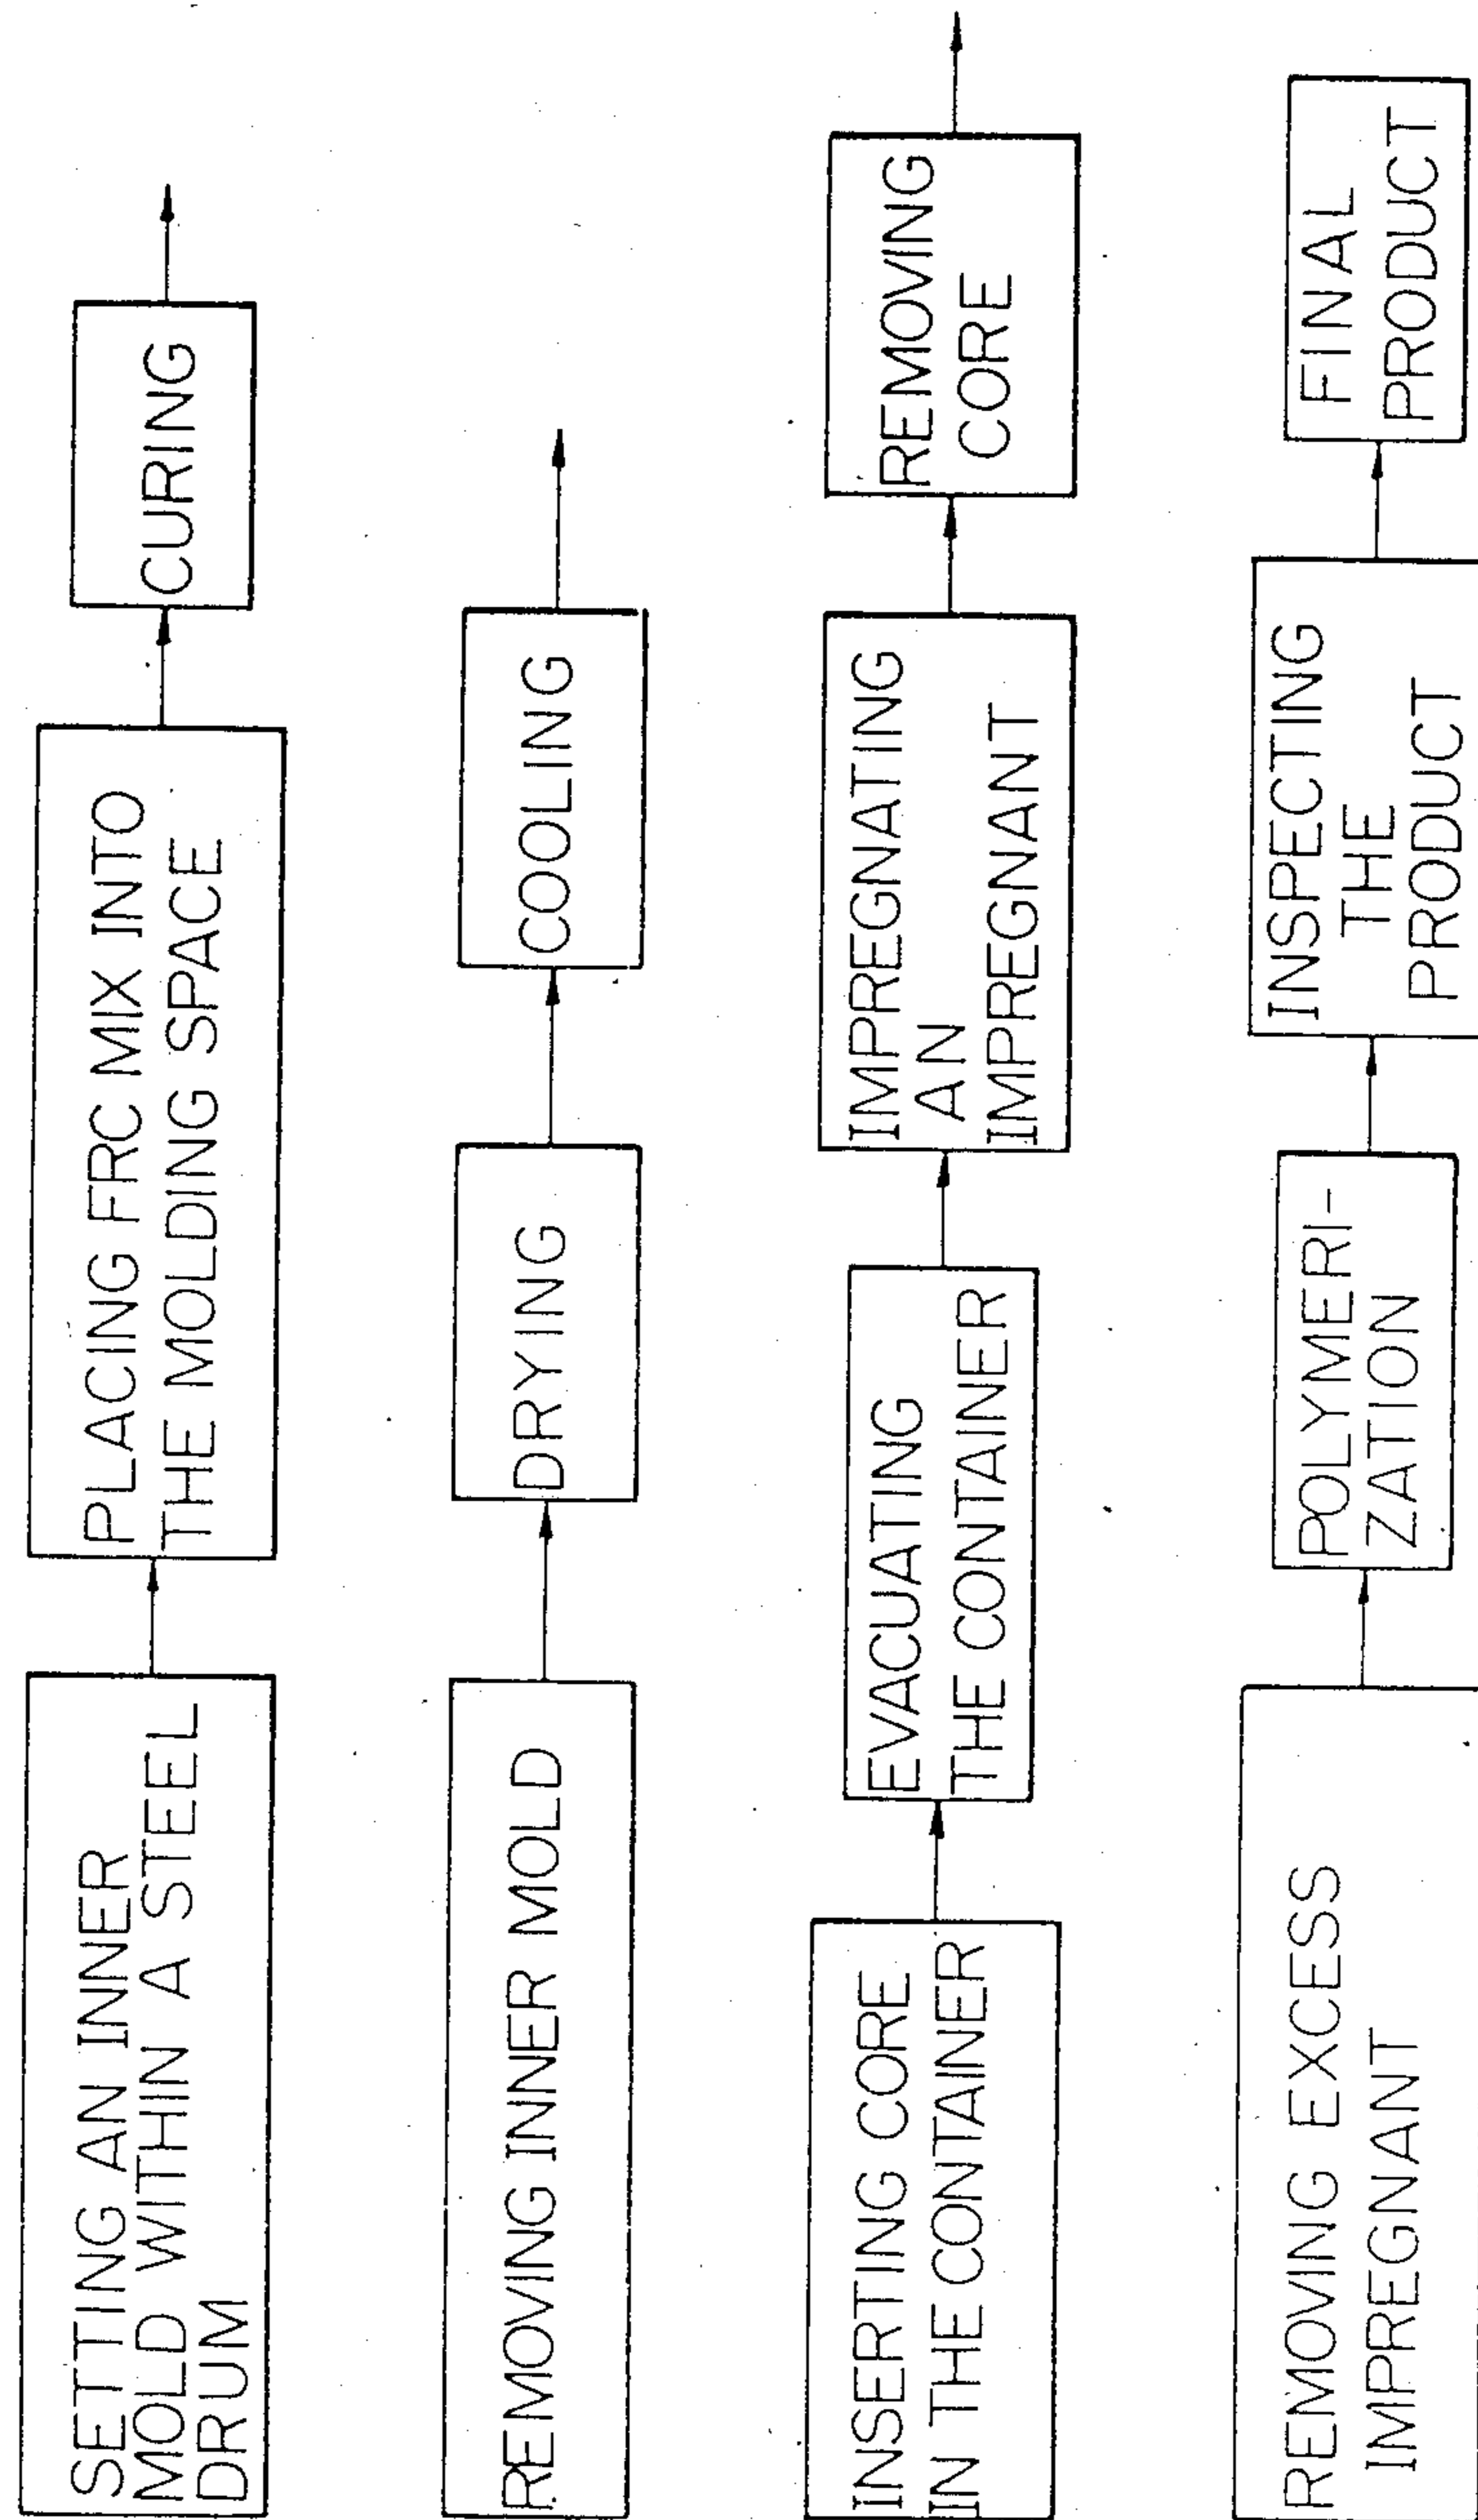 SETTING AN INNER
MOLD WITHIN A STEEL
DRUM
PLACING FRC MIX INTO
THE MOLDING SPACE
CURING
REMOVING INNER MOLD
DRYING
COOLING
INSERTING CORE
IN THE CONTAINER
EVACUATING
THE CONTAINER
IMPREGNATING
AN
IMPREGNANT
REMOVING
CORE
REMOVING EXCESS
IMPREGNANT
POLYMERI-
ZATION
INSPECTING
THE
PRODUCT
FINAL
PRODUCT